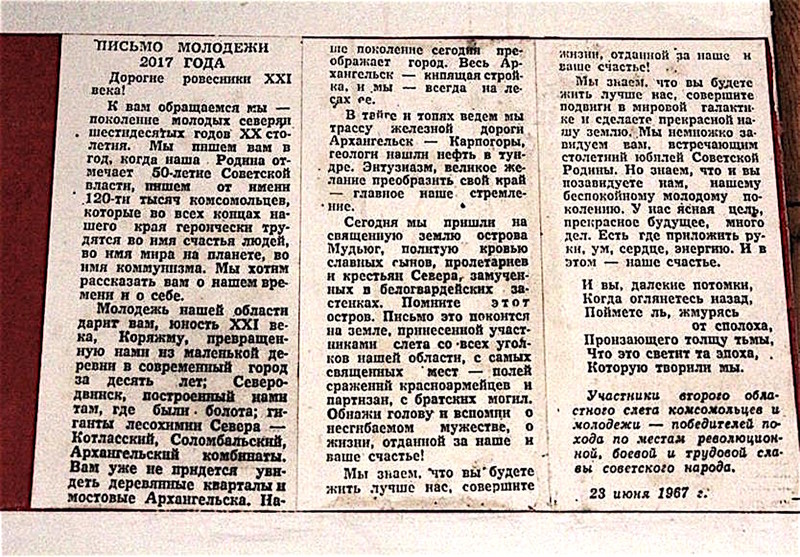 ПИСЬМО МОЛОДЕЖИ
2017 ГОДА
Дорогие ровесники XXI
века!
К вам обращаемся мы —
поколение молодых северян
шестидесятых годов XX сто-
летия. Мы пишем вам в
год, когда наша Родина от-
мечает 50-летие Советской
власти, пишем от имени
120-ти тысяч комсомольцев,
которые во всех концах на-
шего края героически тру-
дятся во имя счастья людей,
во имя мира на планете, во
имя коммунизма. Мы хотим
рассказать вам о нашем вре-
мени и о себе.
Молодежь нашей области
дарит вам, юность XXI ве-
ка, Коряжму, превращен-
ную нами из маленькой де-
ревни в современный город
за десять лет; Северо-
двинск, построенный нами
там, где были болота; ги-
ганты лесохимии Севера —
Котласский, Соломбальский,
Архангельский комбинаты.
Вам уже не придется уви-
деть деревянные кварталы и
мостовые Архангельска. На-
ше поколение сегодня пре-
ображает город. Весь Ар-
хангельск — кипящая строй-
ка, и мы — всегда на ле-
сах ее.
В тайге и топях ведем мы
трассу железной дороги
Архангельск — Карпогоры,
геологи нашли нефть в тун-
дре. Энтузиазм, великое же-
лание преобразить свой край
— главное наше стремле-
ние.
Сегодня мы пришли на
священную землю острова
Мудьюг, политую кровью
славных сынов, пролетариев
и крестьян Севера, замучен-
ных в белогвардейских за-
стенках. Помните этот
остров. Письмо это покоится
на земле, принесенной участ-
никами слета со всех угол-
ков нашей области, с самых
священных мест — полей
сражений красноармейцев и
партизан, с братских могил.
Обнажи голову и вспомни о
несгибаемом мужестве, о
жизни, отданной за наше и
ваше счастье!
Мы знаем, что вы будете
жить лучше нас, совершите
жизни, отданной за наше и
ваше счастье!
Мы знаем, что вы будете
жить лучше нас, совершите
подвиги в мировой галакти-
ке и сделаете прекрасной на-
шу землю. Мы немножко за-
видуем вам, встречающим
столетний юбилей Советской
Родины. Но знаем, что и вы
позавидуете нам, нашему
беспокойному молодому по-
колению. У нас ясная цель,
прекрасное будущее, много
дел. Есть где приложить ру-
ки, ум, сердце, энергию. И в
этом — наше счастье.
И вы, далекие потомки,
Когда оглянетесь назад,
Поймете ль, жмурясь
от сполоха,
Пронзающего толщу тьмы,
Что это светит та эпоха,
Которую творили мы.
Участники второго обла-
стного слета комсомольцев и
молодежи — победителей по-
хода по местам революцион-
ной, боевой и трудовой сла-
вы советского народа.
23 июня 1967 г.